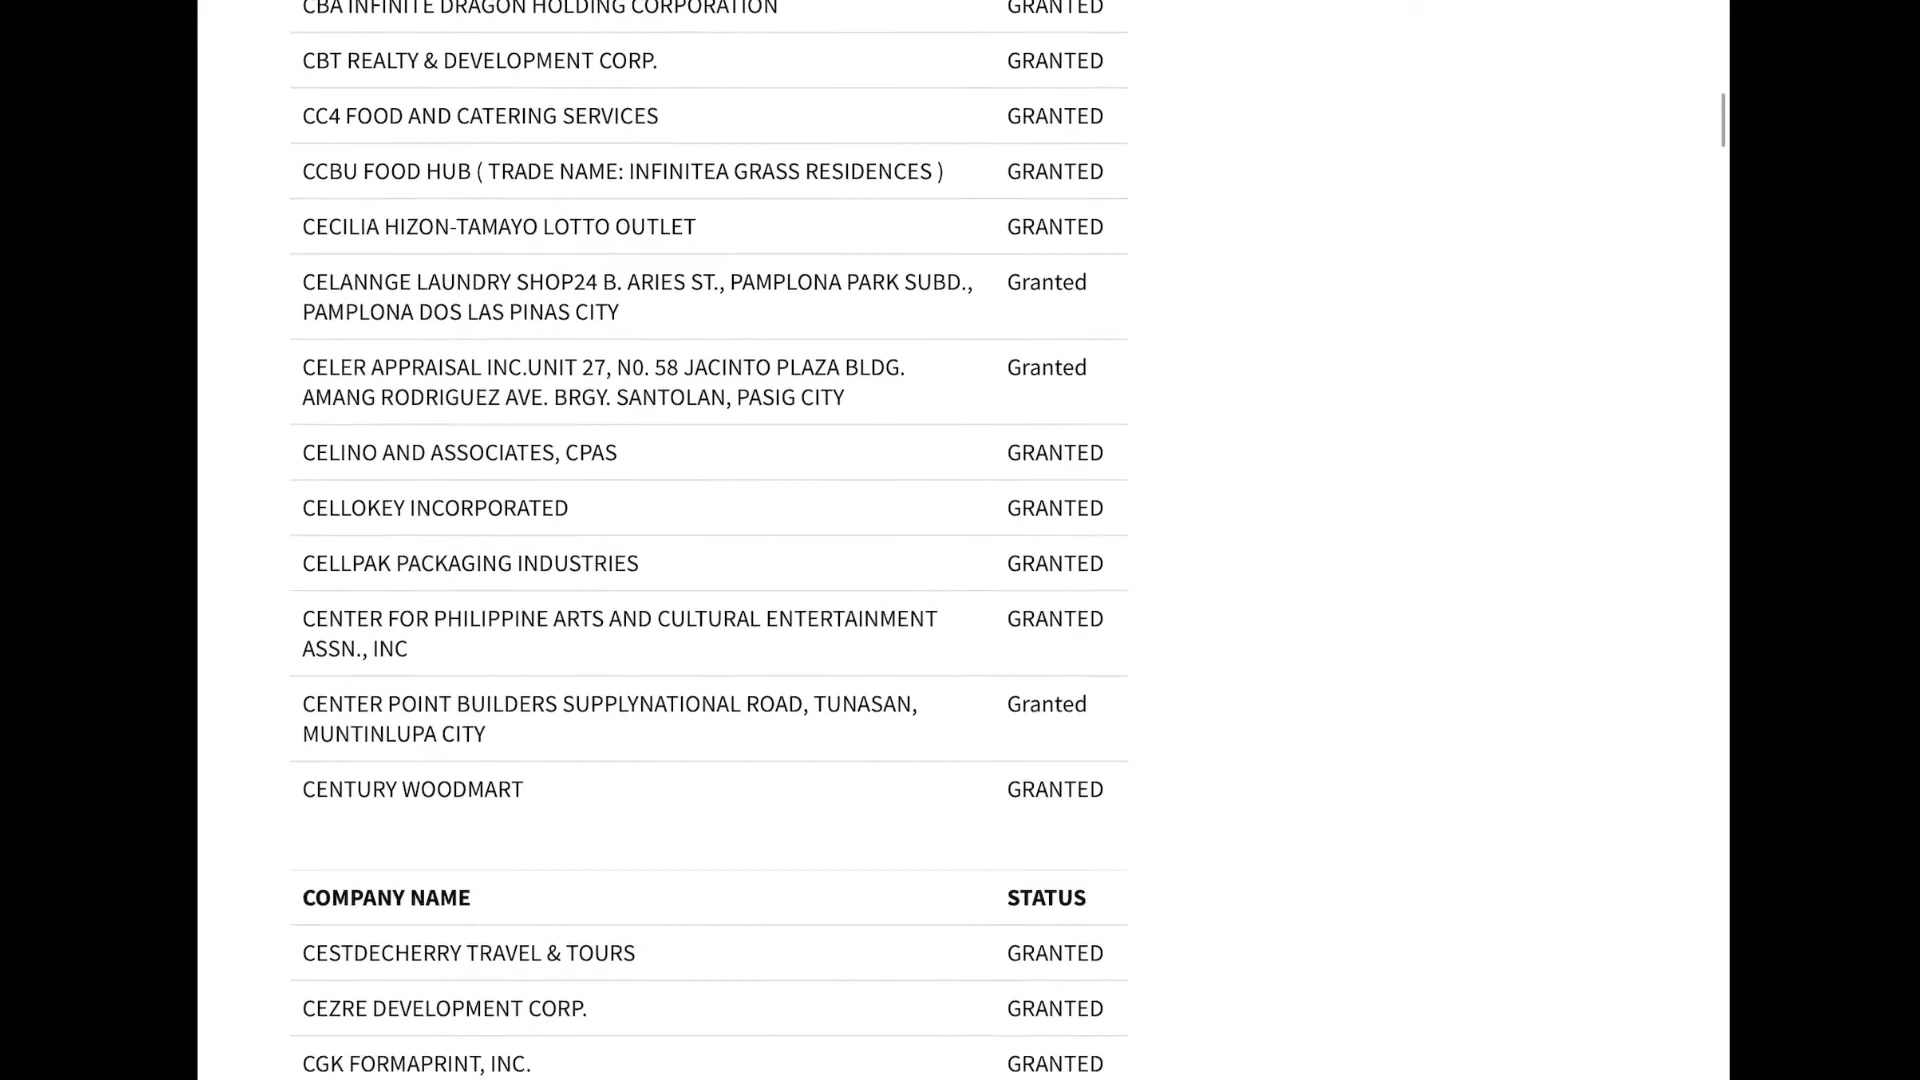 CBA INFINITE DRAGON HOLDING CORPORATION GRANTED
CBT REALTY & DEVELOPMENT CORP. GRANTED
CC4 FOOD AND CATERING SERVICES GRANTED
CCBU FOOD HUB ( TRADE NAME: INFINITEA GRASS RESIDENCES ) GRANTED
CECILIA HIZON-TAMAYO LOTTO OUTLET GRANTED
CELANNGE LAUNDRY SHOP24 B. ARIES ST., PAMPLONA PARK SUBD., Granted
PAMPLONA DOS LAS PINAS CITY
CELER APPRAISAL INC.UNIT 27, N0. 58 JACINTO PLAZA BLDG. Granted
AMANG RODRIGUEZ AVE. BRGY. SANTOLAN, PASIG CITY
CELINO AND ASSOCIATES, CPAS GRANTED
CELLOKEY INCORPORATED GRANTED
CELLPAK PACKAGING INDUSTRIES GRANTED
CENTER FOR PHILIPPINE ARTS AND CULTURAL ENTERTAINMENT GRANTED
ASSN., INC
CENTER POINT BUILDERS SUPPLYNATIONAL ROAD, TUNASAN, Granted
MUNTINLUPA CITY
CENTURY WOODMART GRANTED
COMPANY NAME STATUS
CESTDECHERRY TRAVEL & TOURS GRANTED
CEZRE DEVELOPMENT CORP. GRANTED
CGK FORMAPRINT, INC. GRANTED